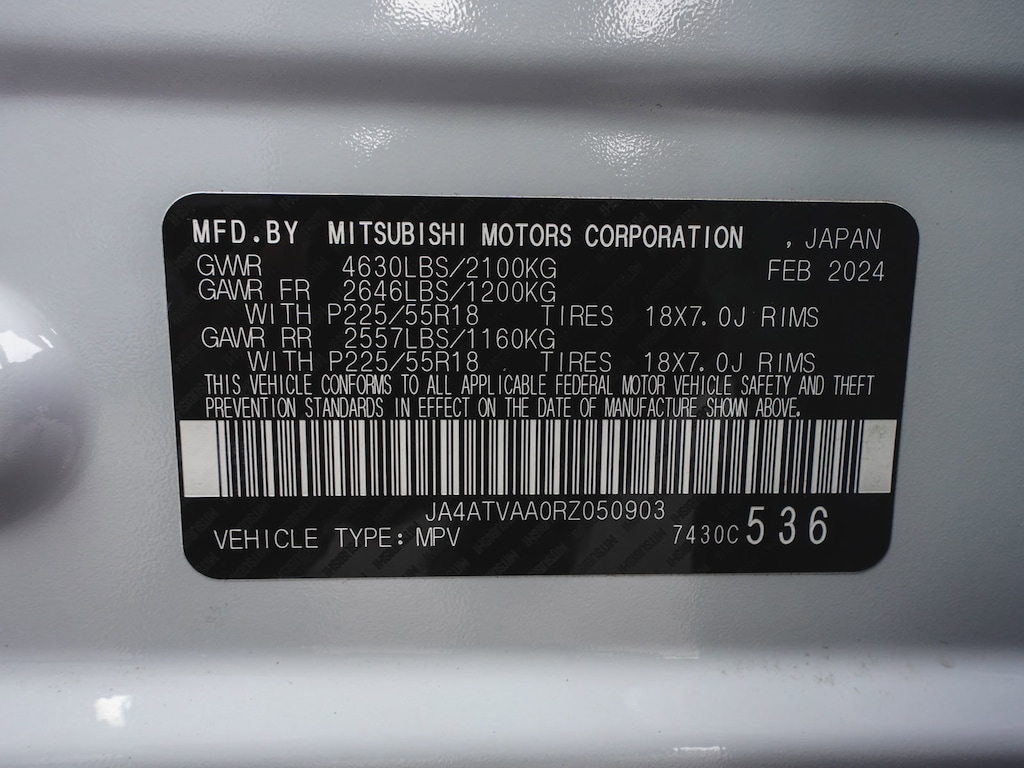 MFD.BY MITSUBISHI MOTORS CORPORATION , JAPAN
GVWR 4630LBS/2100KG FEB 2024
GAWR FR 2646LBS/1200KG
WITH P225/55R18 TIRES 18X7.0J RIMS
GAWR RR 2557LBS/1160KG
WITH P225/55R18 TIRES 18X7.0J RIMS
THIS VEHICLE CONFORMS TO ALL APPLICABLE FEDERAL MOTOR VEHICLE SAFETY AND THEFT
PREVENTION STANDARDS IN EFFECT ON THE DATE OF MANUFACTURE SHOWN ABOVE.
JA4ATVAA0RZ050903
VEHICLE TYPE: MPV 7430C 536